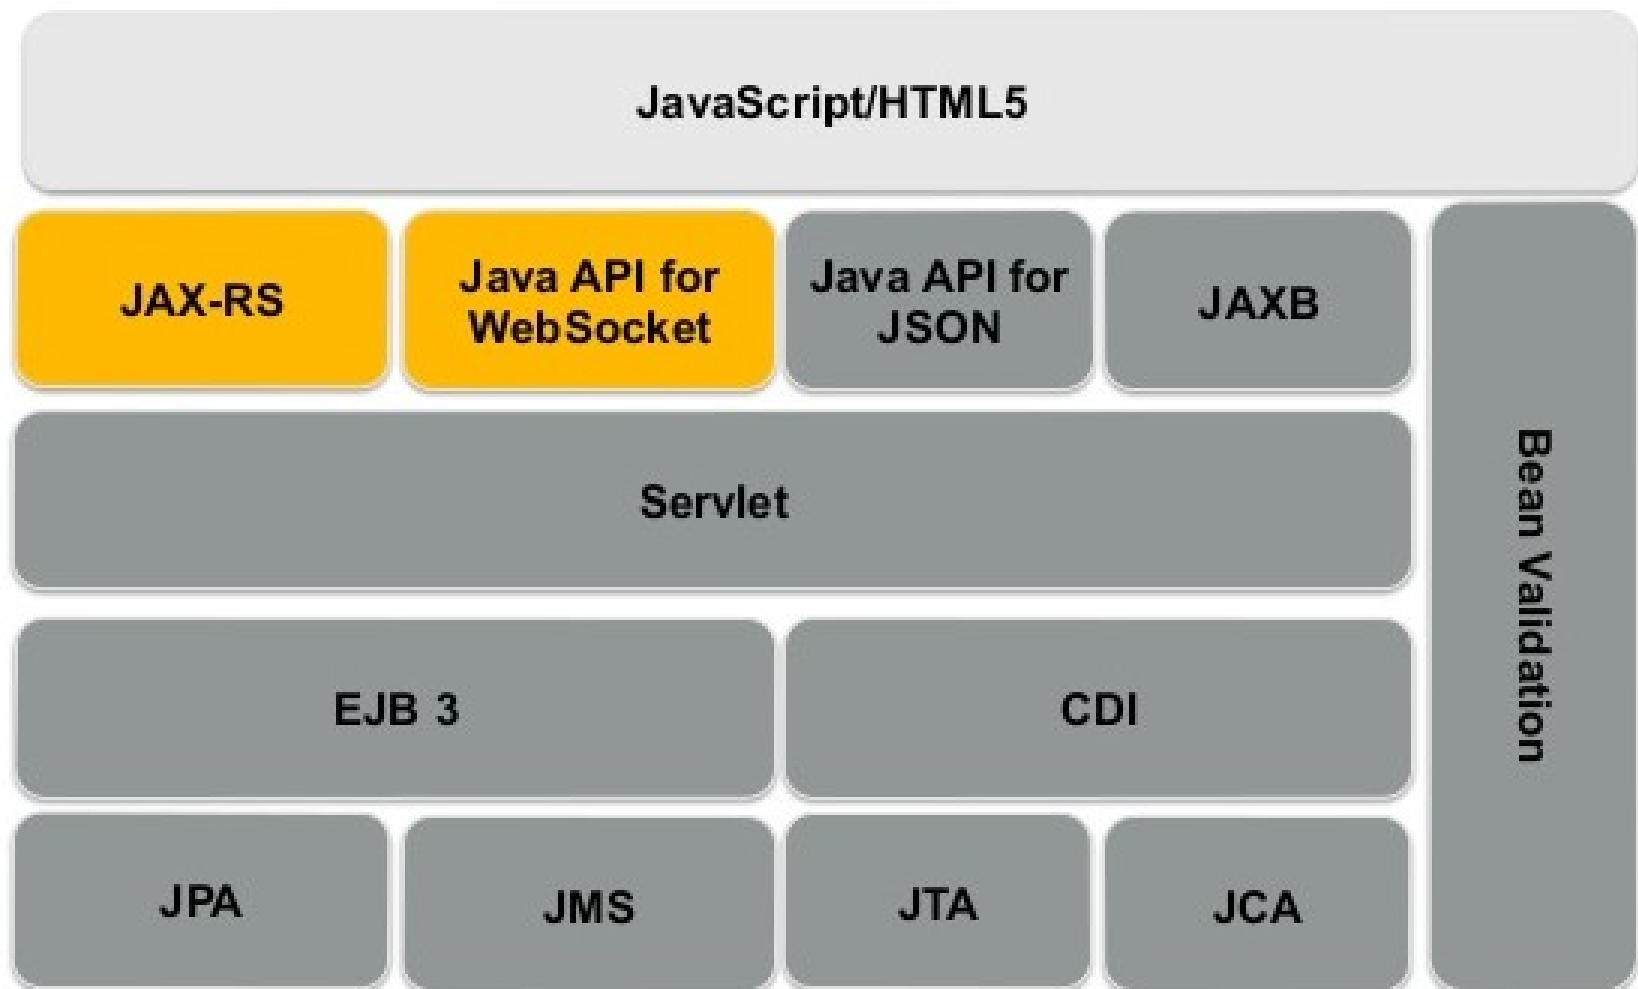 JavaScript/HTML5
JAX-RS
Java API for
WebSocket
Java API for
JSON
JAXB
Bean Validation
Servlet
EJB 3
CDI
JPA
JMS
JTA
JCA